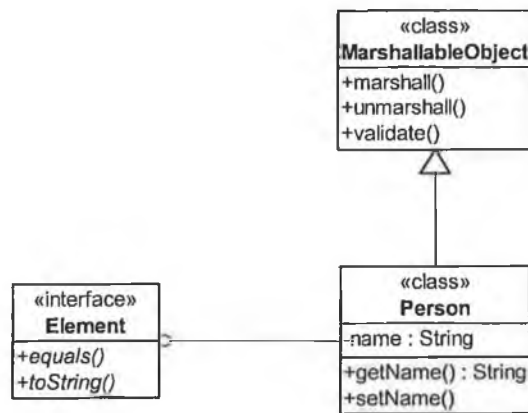 «class»
MarshallableObject
+marshall()
+unmarshall()
+validate()
«interface»
Element
+equals()
+toString()
«class»
Person
-name : String
+getName() : String
+setName()